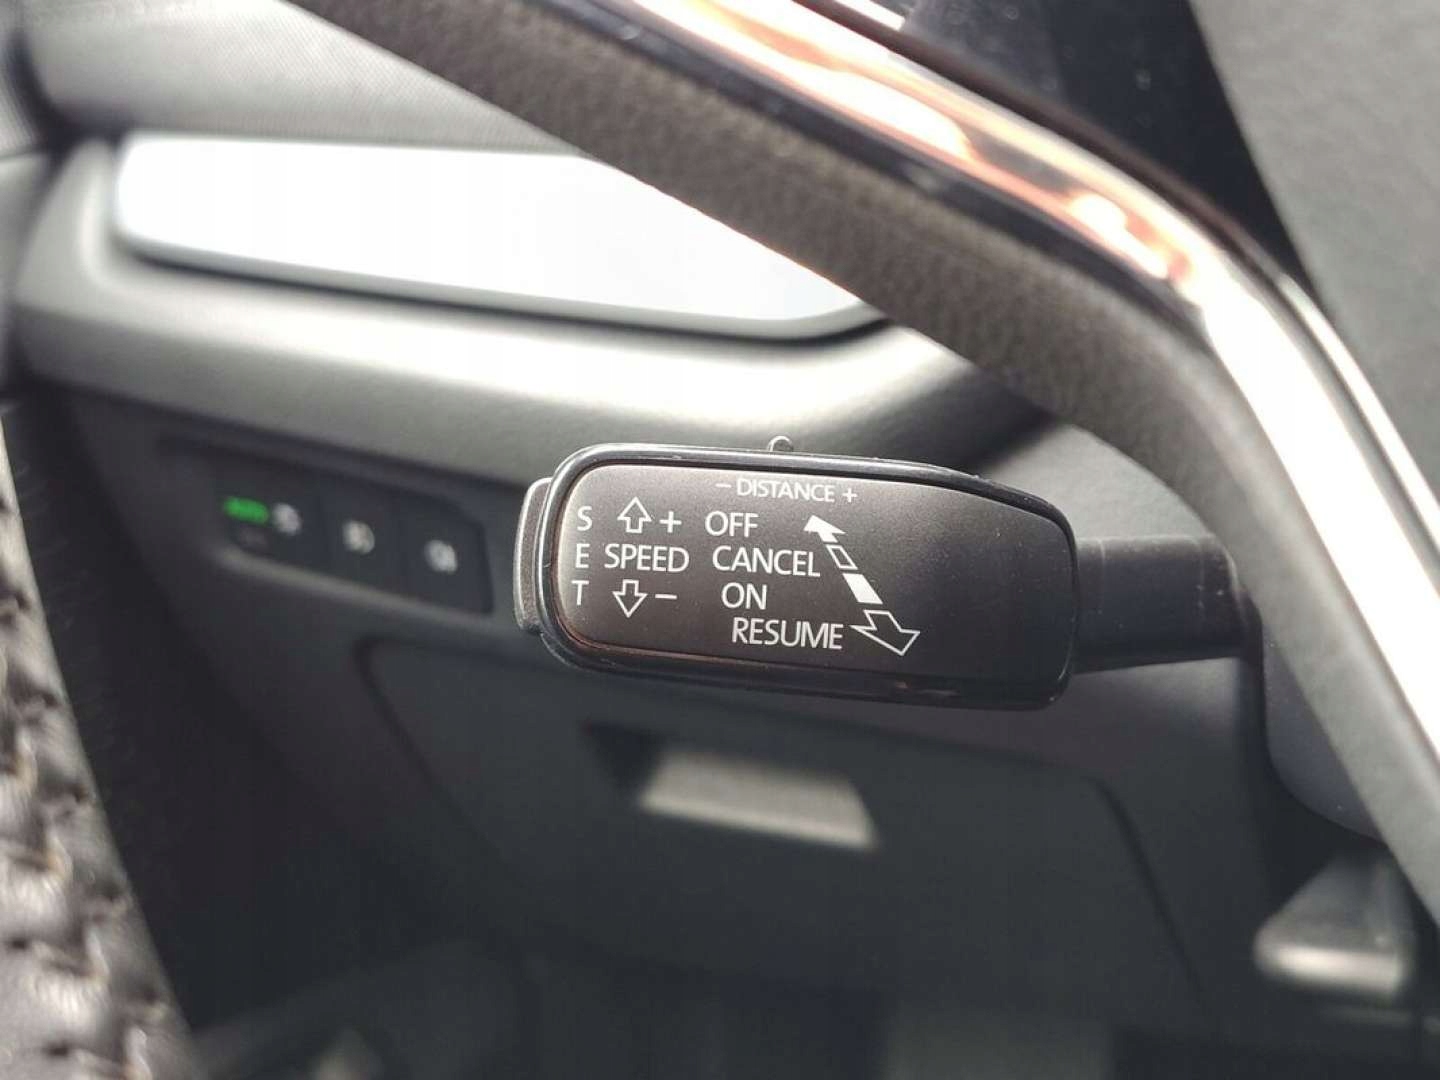 − DISTANCE +
S + OFF
E SPEED CANCEL
T − ON
RESUME